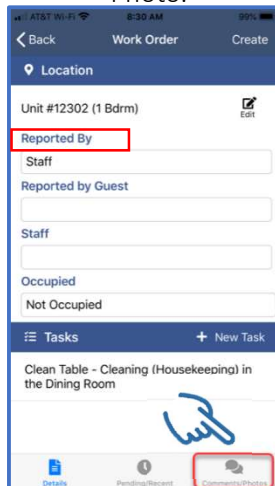 Photo.
AT&T Wi-Fi 8:30 AM 99%
Back Work Order Create
Location
Unit #12302 (1 Bdrm)
Edit
Reported By
Staff
Reported by Guest
Staff
Occupied
Not Occupied
Tasks + New Task
Clean Table - Cleaning (Housekeeping) in
the Dining Room
Details Pending/Recent Comments/Photos